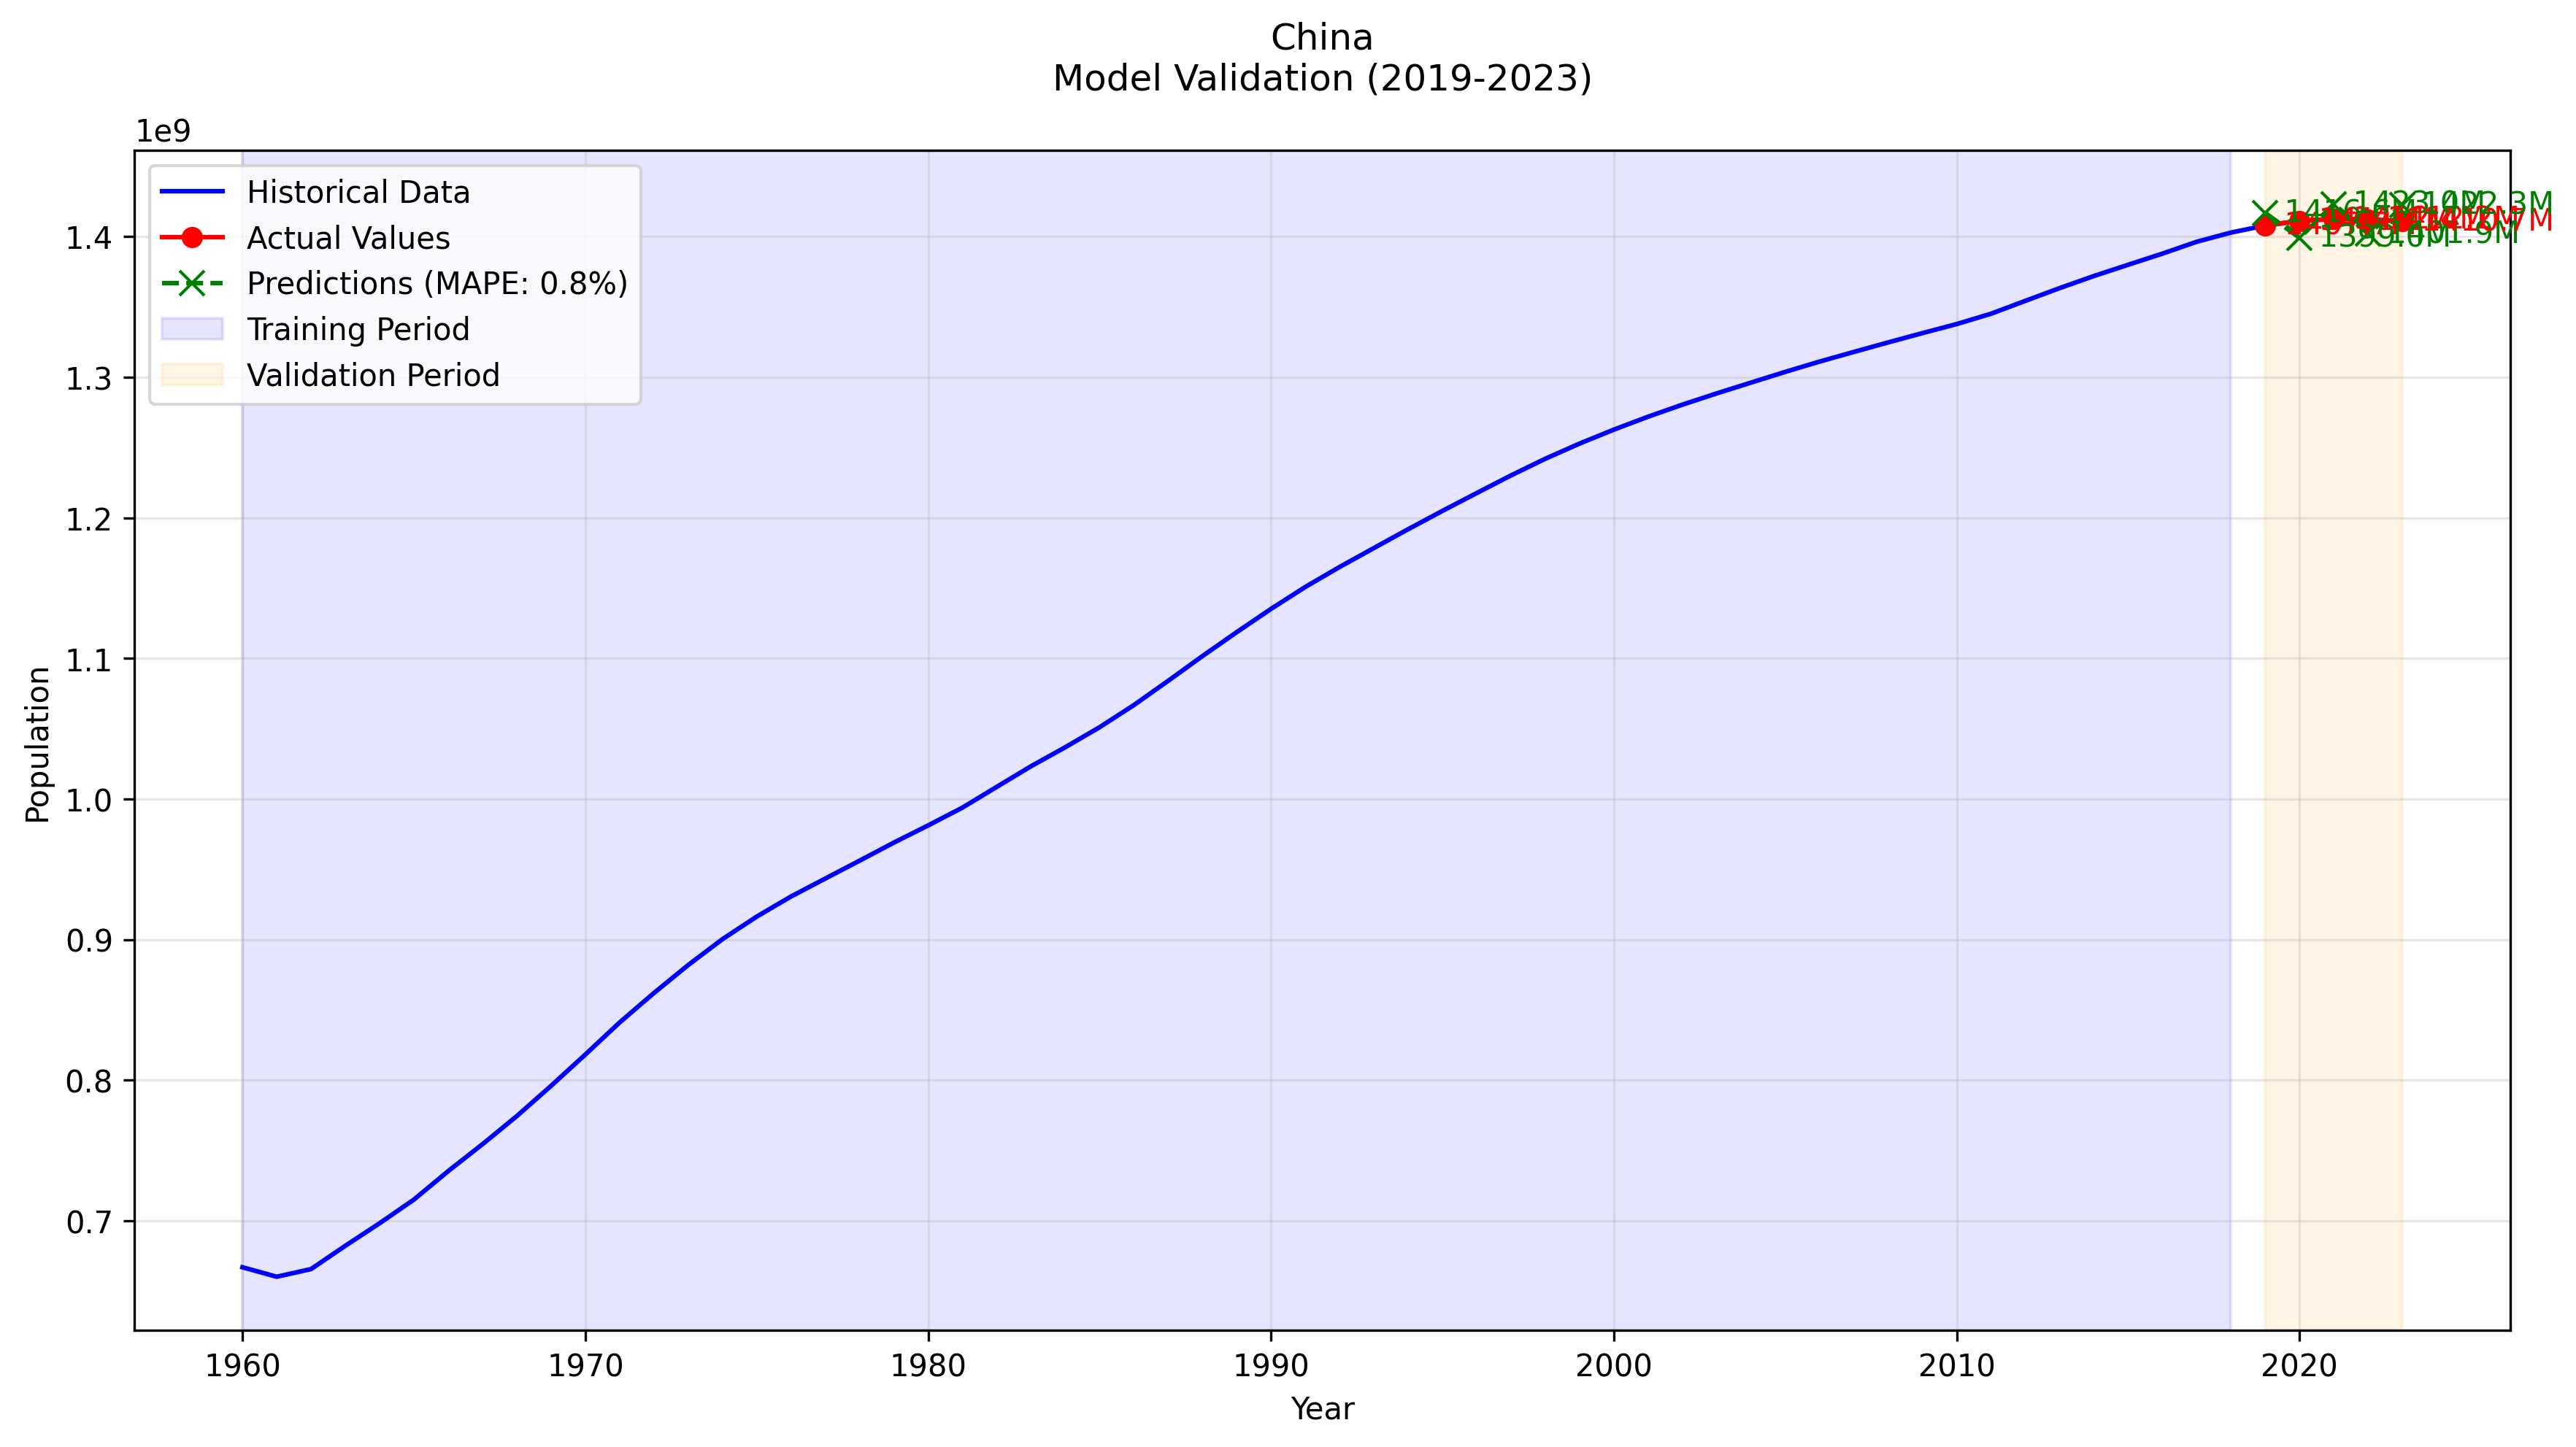 China
Model Validation (2019-2023)
1e9
Historical Data
Actual Values
Predictions (MAPE: 0.8%)
Training Period
Validation Period
1.4
1.3
1.2
1.1
1.0
0.9
0.8
0.7
Population
1960
1970
1980
1990
2000
2010
2020
Year